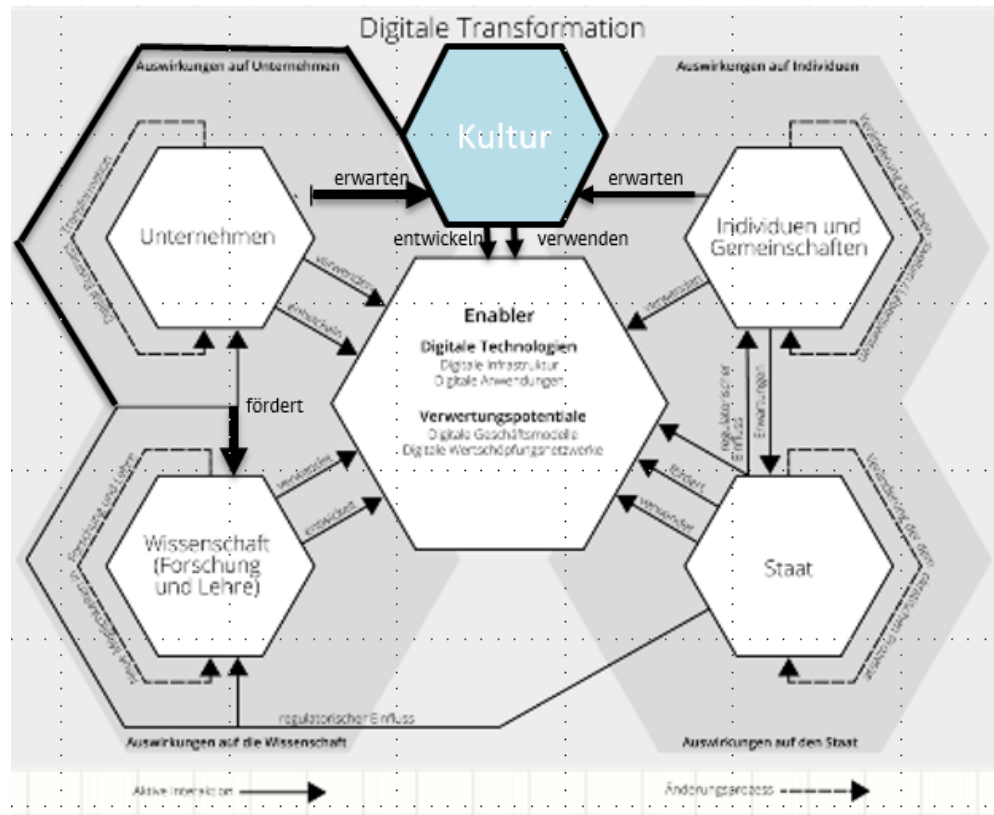 Digitale Transformation
Auswirkungen auf Unternehmen
Auswirkungen auf Individuen
Kultur
erwarten
erwarten
Unternehmen
Individuen und
Gemeinschaften
entwickeln
verwenden
verwenden
entwickeln
verwenden
Enabler
Digitale Technologien
Digitale Infrastruktur
Digitale Anwendungen
Verwertungspotentiale
Digitale Geschäftsmodelle
Digitale Wertschöpfungsnetzwerke
fördert
regulatorischer
Einfluss
Erwartungen
verwendet
entwickelt
fördert
verwendet
Wissenschaft
(Forschung
und Lehre)
Staat
regulatorischer Einfluss
Auswirkungen auf die Wissenschaft
Auswirkungen auf den Staat
Aktive Interaktion
Änderungsprozess